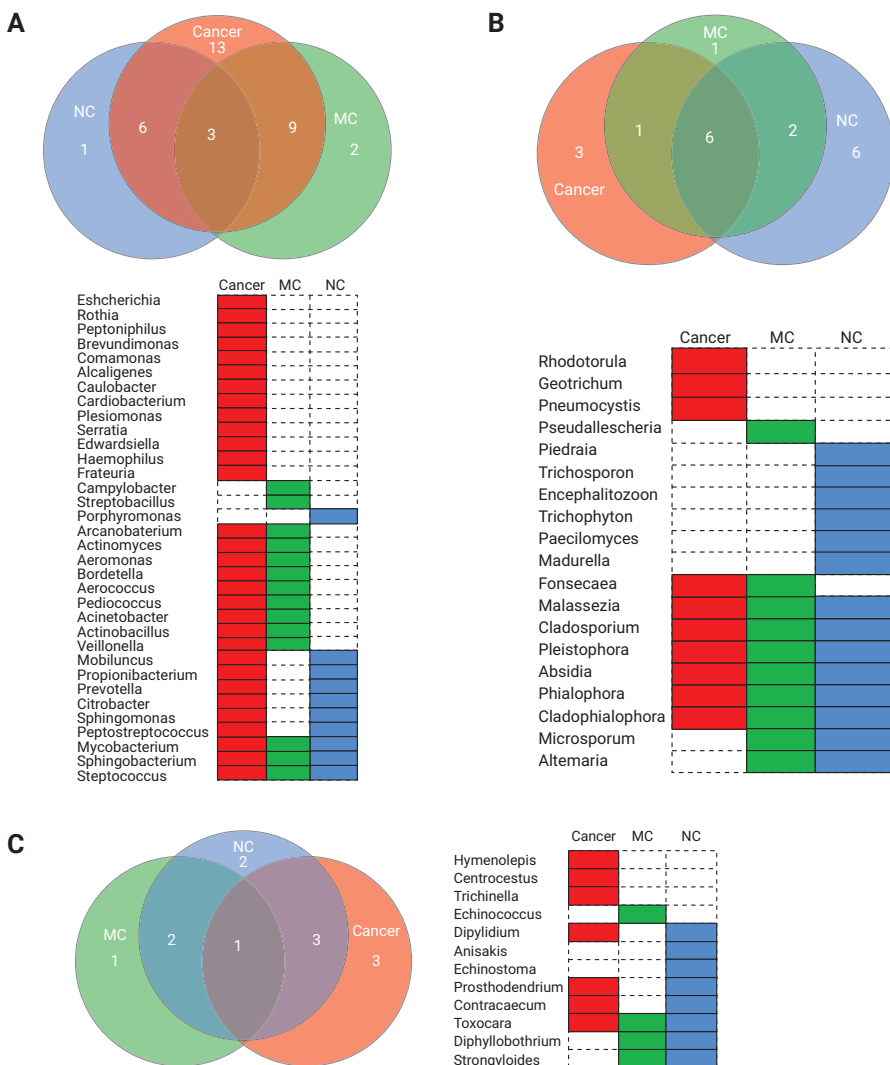 A
Cancer
13
NC
MC
6
3
9
1
2
Cancer MC NC
Eshcherichia
Rothia
Peptoniphilus
Brevundimonas
Comamonas
Alcaligenes
Caulobacter
Cardiobacterium
Plesiomonas
Serratia
Edwardsiella
Haemophilus
Frateuria
Campylobacter
Streptobacillus
Porphyromonas
Arcanobaterium
Actinomyces
Aeromonas
Bordetella
Aerococcus
Pediococcus
Acinetobacter
Actinobacillus
Veillonella
Mobiluncus
Propionibacterium
Prevotella
Citrobacter
Sphingomonas
Peptostreptococcus
Mycobacterium
Sphingobacterium
Steptococcus
B
MC
1
NC
1
6
2
3
6
Cancer
Cancer MC NC
Rhodotorula
Geotrichum
Pneumocystis
Pseudallescheria
Piedraia
Trichosporon
Encephalitozoon
Trichophyton
Paecilomyces
Madurella
Fonsecaea
Malassezia
Cladosporium
Pleistophora
Absidia
Phialophora
Cladophialophora
Microsporum
Altemaria
C
NC
2
MC
Cancer
2
1
3
1
3
Cancer MC NC
Hymenolepis
Centrocestus
Trichinella
Echinococcus
Dipylidium
Anisakis
Echinostoma
Prosthodendrium
Contracaecum
Toxocara
Diphyllobothrium
Strongyloides